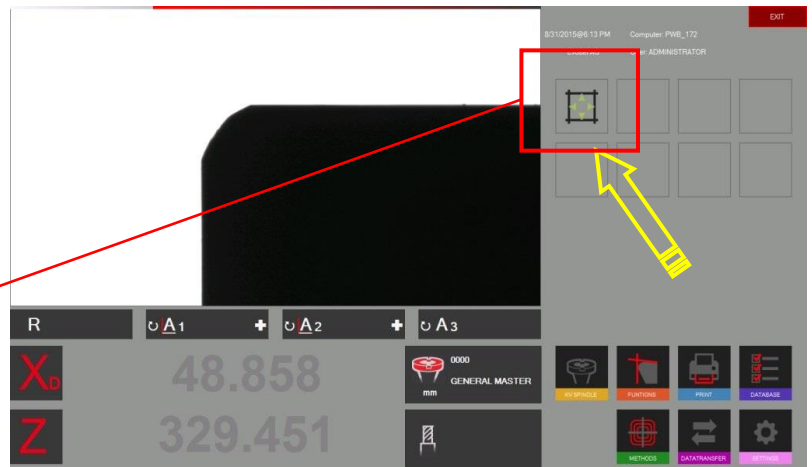 EXIT
8/31/2015@6:13 PM Computer: PWB_172
User: ADMINISTRATOR
R ט A1 + ט A2 + ט A3
XD 48.858
0000
GENERAL MASTER
mm
Z 329.451
KV SPINDLE FUNTIONS PRINT DATABASE
METHODS DATATRANSFER SETTINGS